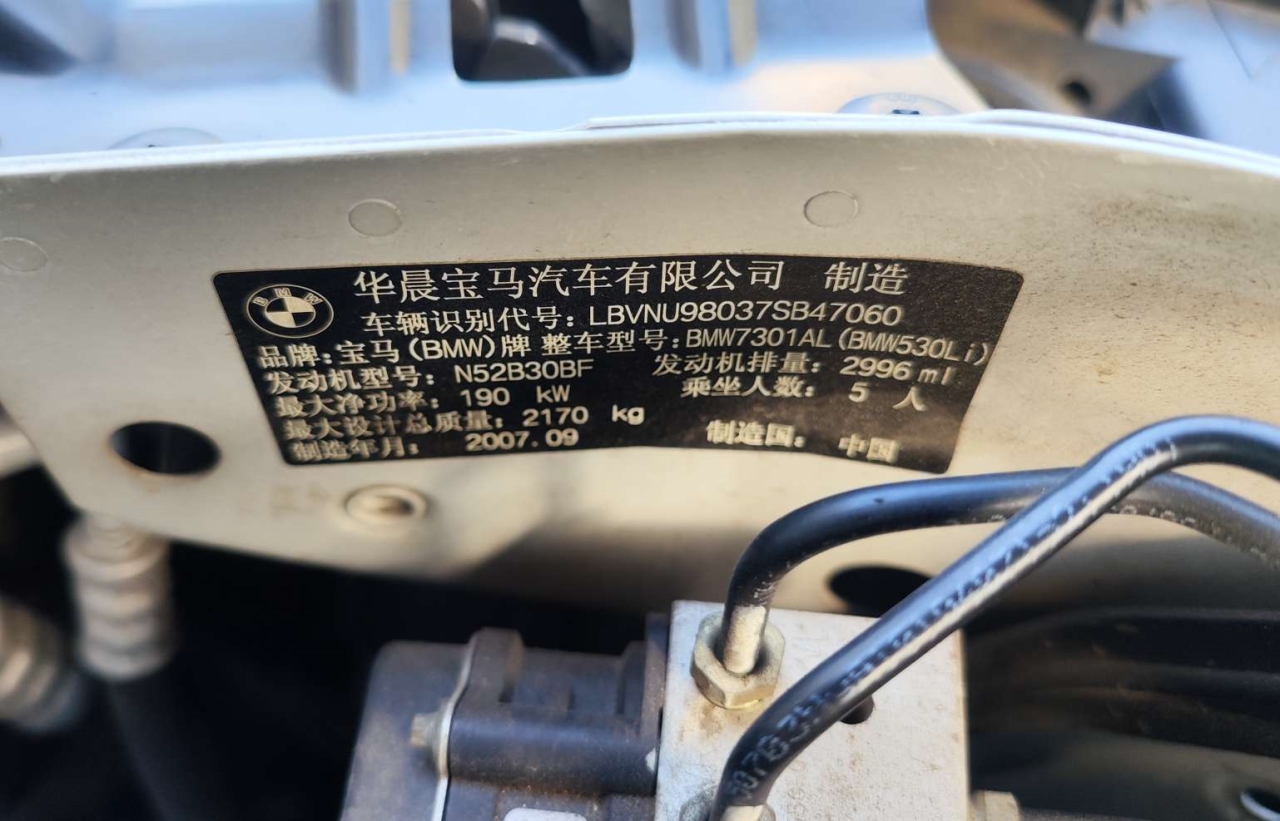 BMW
华晨宝马汽车有限公司 制造
车辆识别代号: LBVNU98037SB47060
品牌: 宝马(BMW)牌 整车型号: BMW7301AL(BMW530Li)
发动机型号: N52B30BF 发动机排量: 2996 ml
最大净功率: 190 kW 乘坐人数: 5 人
最大设计总质量: 2170 kg
制造年月: 2007.09 制造国: 中国